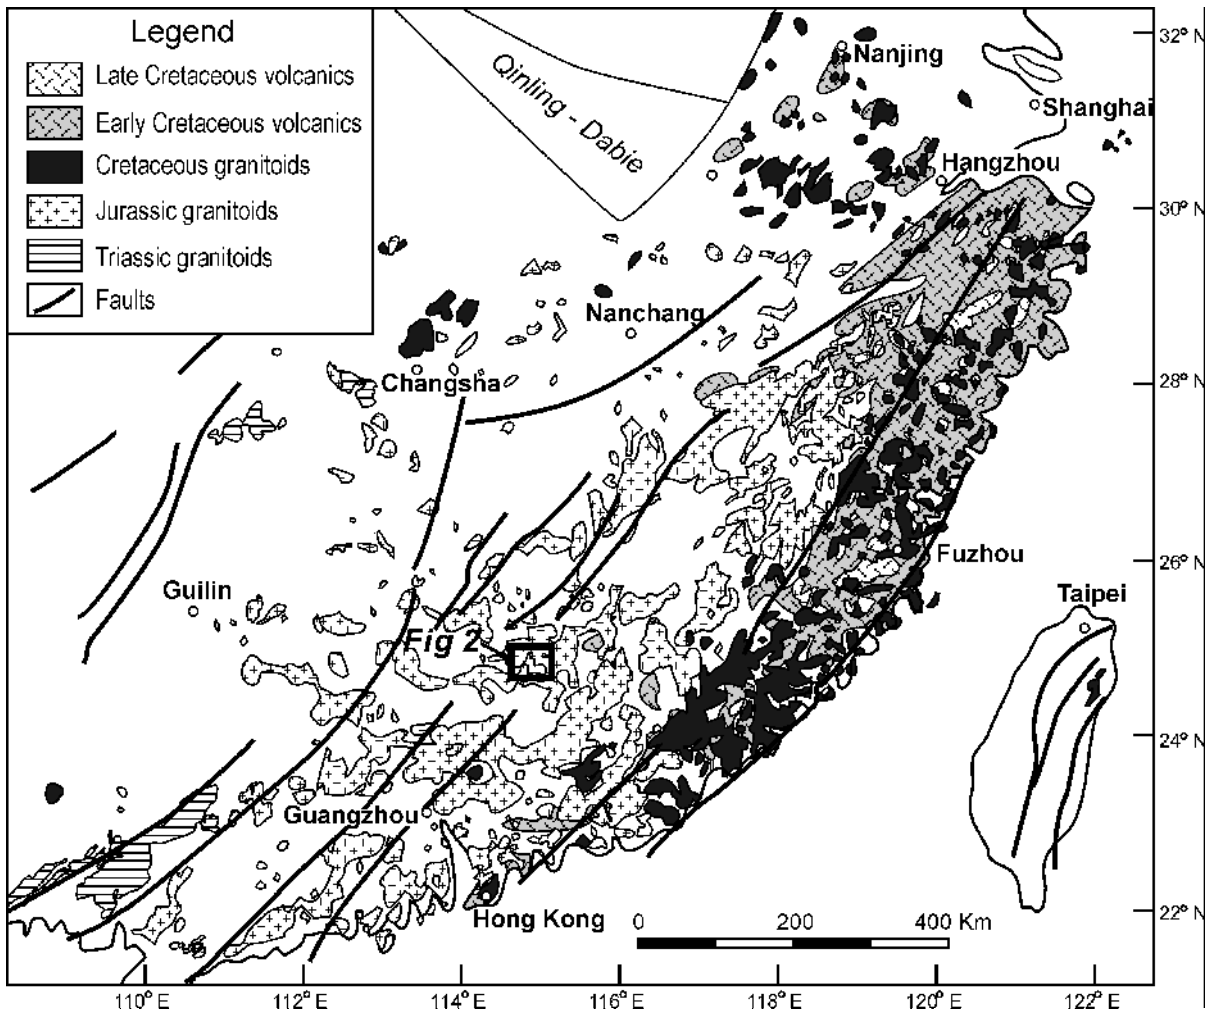 Legend
Late Cretaceous volcanics
Early Cretaceous volcanics
Cretaceous granitoids
Jurassic granitoids
Triassic granitoids
Faults
Qinling - Dabie
Nanjing
Shanghai
Hangzhou
Nanchang
Changsha
Fuzhou
Guilin
Taipei
Fig 2
Guangzhou
Hong Kong
0 200 400 Km
32° N
30° N
28° N
26° N
24° N
22° N
110° E 112° E 114° E 116° E 118° E 120° E 122° E